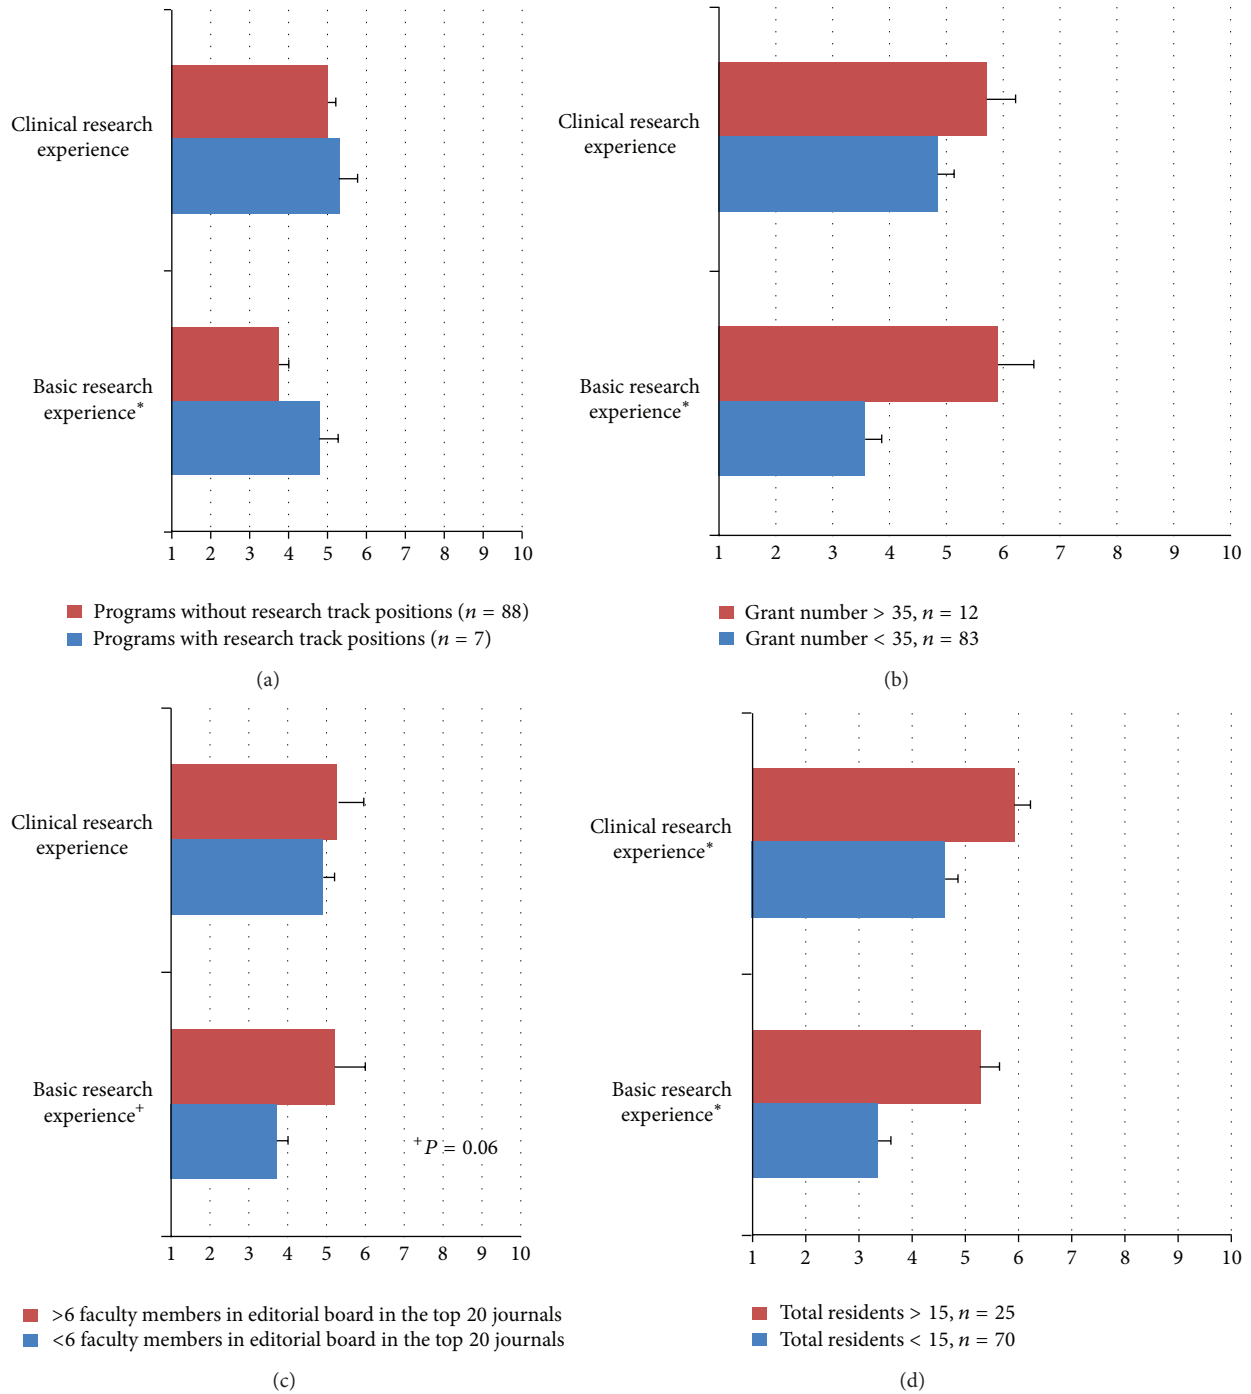 Clinical research
experience
Basic research
experience*
1 2 3 4 5 6 7 8 9 10
Programs without research track positions (n = 88)
Programs with research track positions (n = 7)
(a)
Clinical research
experience
Basic research
experience*
1 2 3 4 5 6 7 8 9 10
Grant number > 35, n = 12
Grant number < 35, n = 83
(b)
Clinical research
experience
Basic research
experience+
+P = 0.06
1 2 3 4 5 6 7 8 9 10
>6 faculty members in editorial board in the top 20 journals
<6 faculty members in editorial board in the top 20 journals
(c)
Clinical research
experience*
Basic research
experience*
1 2 3 4 5 6 7 8 9 10
Total residents > 15, n = 25
Total residents < 15, n = 70
(d)